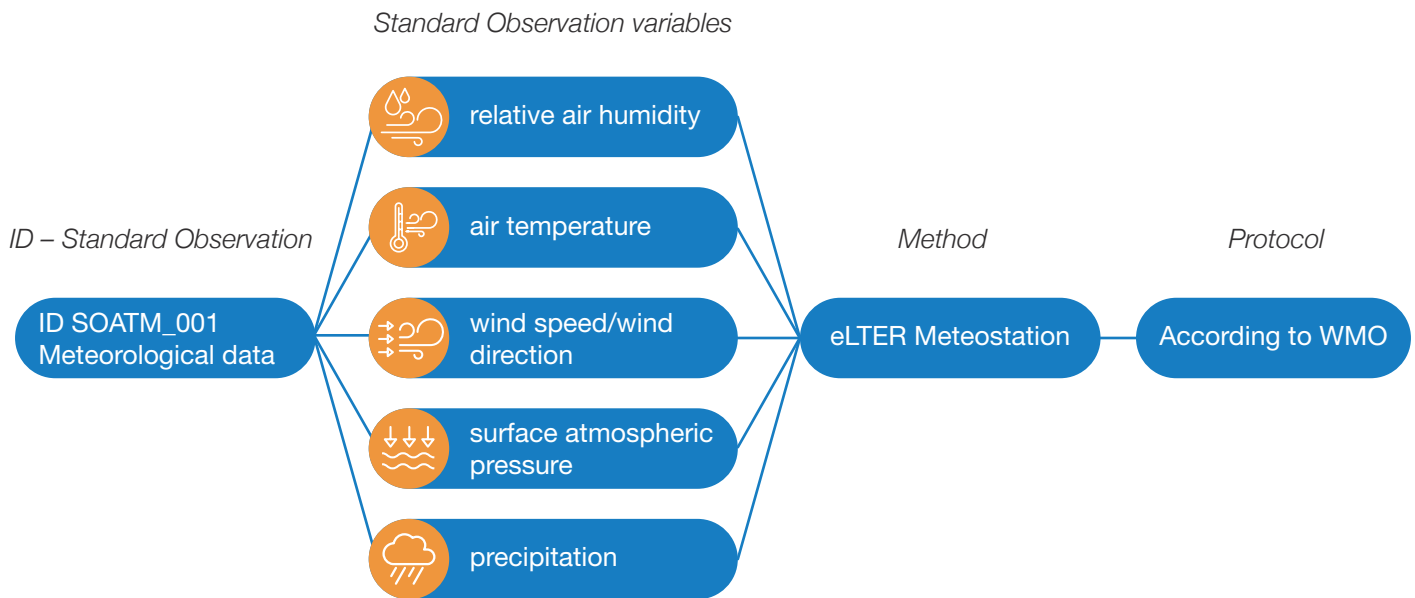 Standard Observation variables
relative air humidity
air temperature
ID – Standard Observation
Method
Protocol
ID SOATM_001
Meteorological data
wind speed/wind
direction
eLTER Meteostation
According to WMO
surface atmospheric
pressure
precipitation